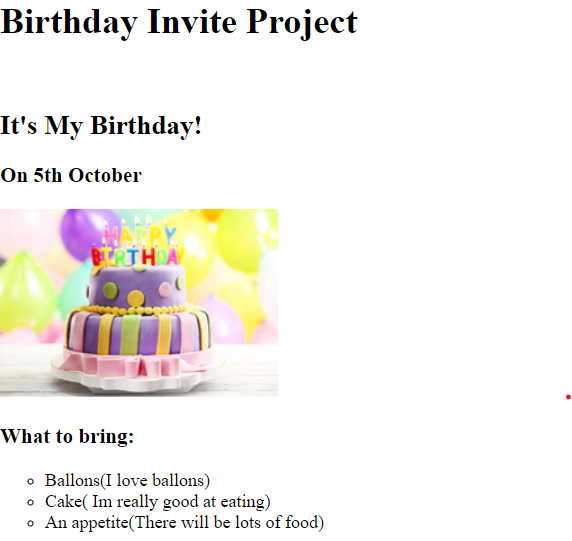 Birthday Invite Project
It's My Birthday!
On 5th October
HAPPY
BIRTHDAY
What to bring:
Ballons(I love ballons)
Cake( Im really good at eating)
An appetite(There will be lots of food)